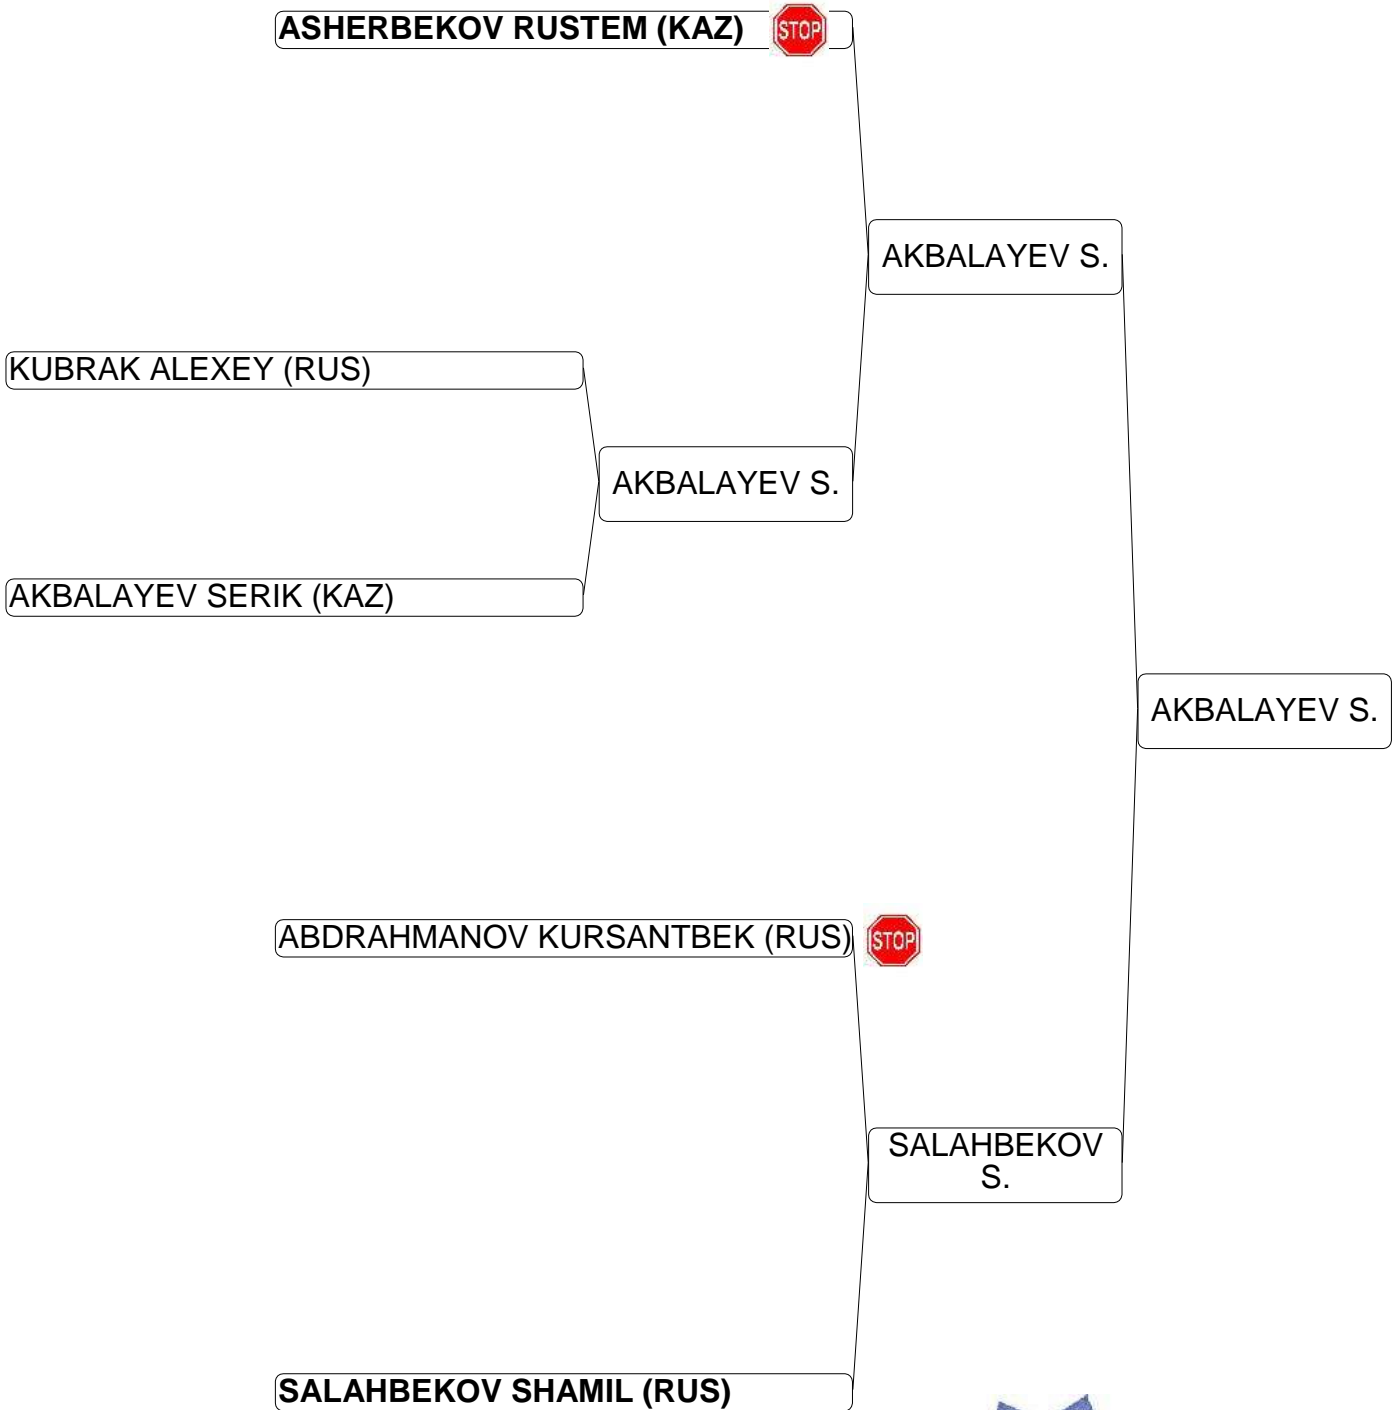 ASHERBEKOV RUSTEM (KAZ) STOP
AKBALAYEV S.
KUBRAK ALEXEY (RUS)
AKBALAYEV S.
AKBALAYEV SERIK (KAZ)
AKBALAYEV S.
ABDRAHMANOV KURSANTBEK (RUS) STOP
SALAHBEKOV
S.
SALAHBEKOV SHAMIL (RUS)